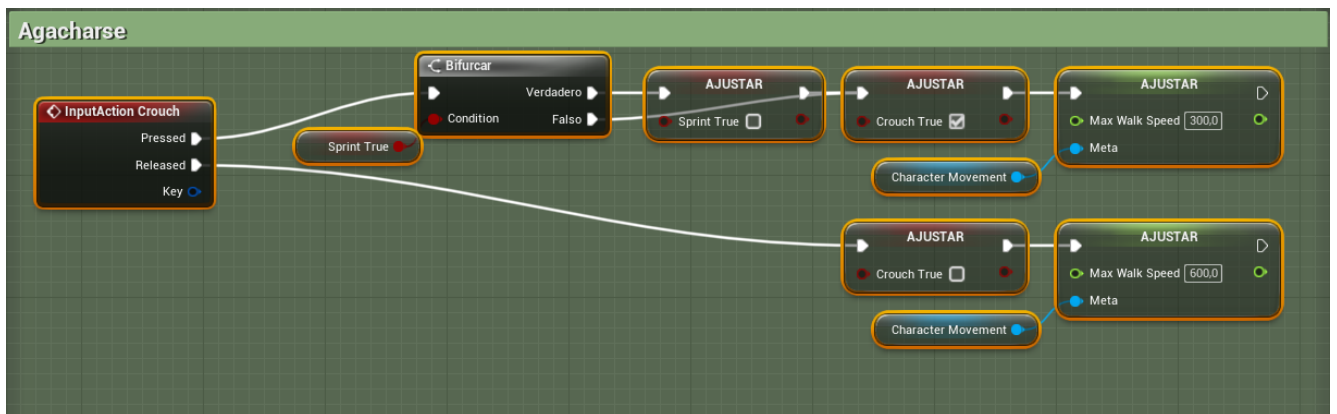 Agacharse
InputAction Crouch
Pressed
Released
Key
Sprint True
Bifurcar
Verdadero
Condition
Falso
AJUSTAR
Sprint True
AJUSTAR
Crouch True
AJUSTAR
Max Walk Speed 300,0
Meta
Character Movement
AJUSTAR
Crouch True
AJUSTAR
Max Walk Speed 600,0
Meta
Character Movement